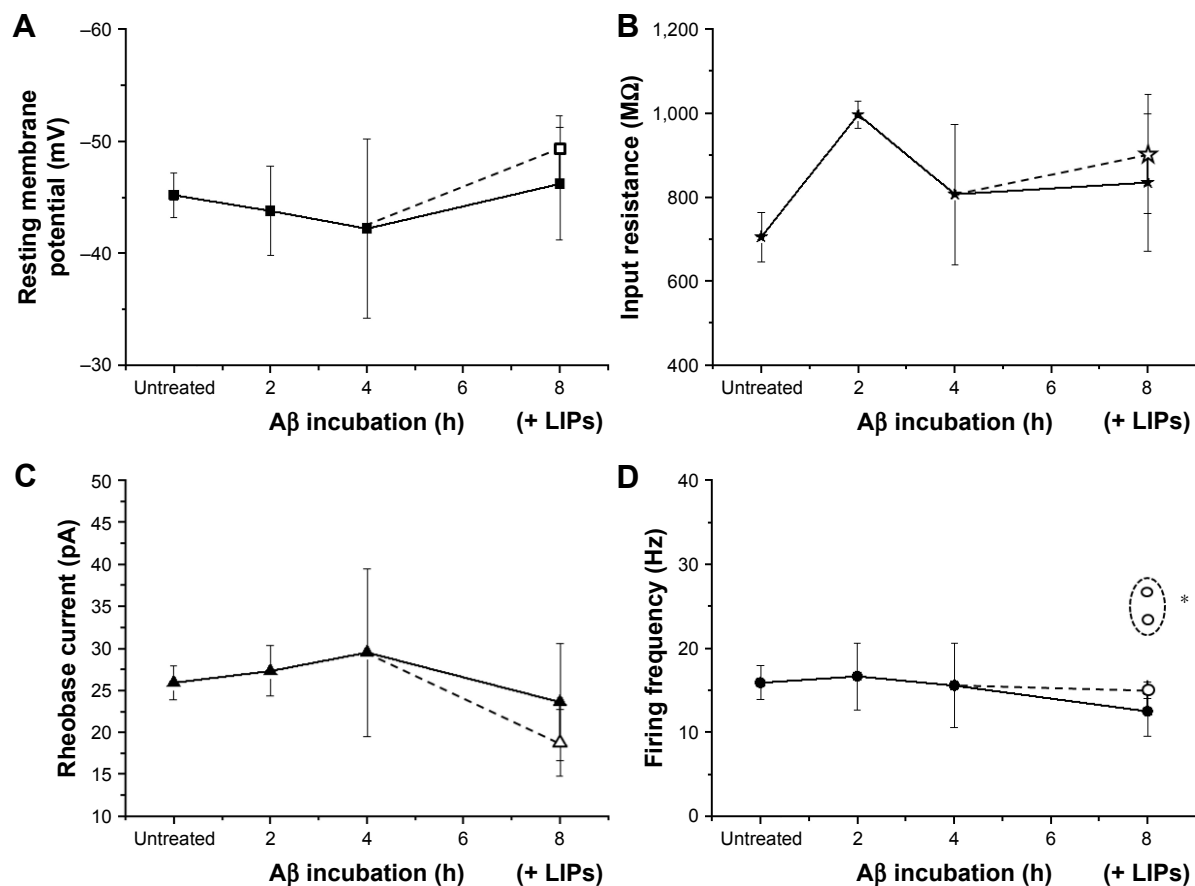 A
Resting membrane
potential (mV)
–60
–50
–40
–30
Untreated 2 4 6 8
Aβ incubation (h) (+ LIPs)
B
Input resistance (MΩ)
1,200
1,000
800
600
400
Untreated 2 4 6 8
Aβ incubation (h) (+ LIPs)
C
Rheobase current (pA)
50
45
40
35
30
25
20
15
10
Untreated 2 4 6 8
Aβ incubation (h) (+ LIPs)
D
Firing frequency (Hz)
40
30
20
10
0
*
Untreated 2 4 6 8
Aβ incubation (h) (+ LIPs)